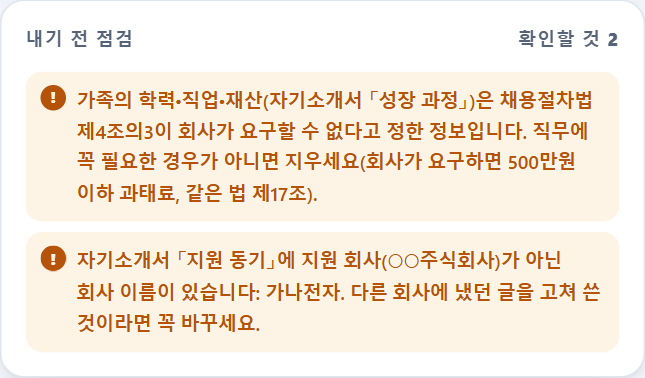 내기 전 점검
확인할 것 2
가족의 학력·직업·재산(자기소개서 「성장 과정」)은 채용절차법
제4조의3이 회사가 요구할 수 없다고 정한 정보입니다. 직무에
꼭 필요한 경우가 아니면 지우세요(회사가 요구하면 500만원
이하 과태료, 같은 법 제17조).
자기소개서 「지원 동기」에 지원 회사(○○주식회사)가 아닌
회사 이름이 있습니다: 가나전자. 다른 회사에 냈던 글을 고쳐 쓴
것이라면 꼭 바꾸세요.